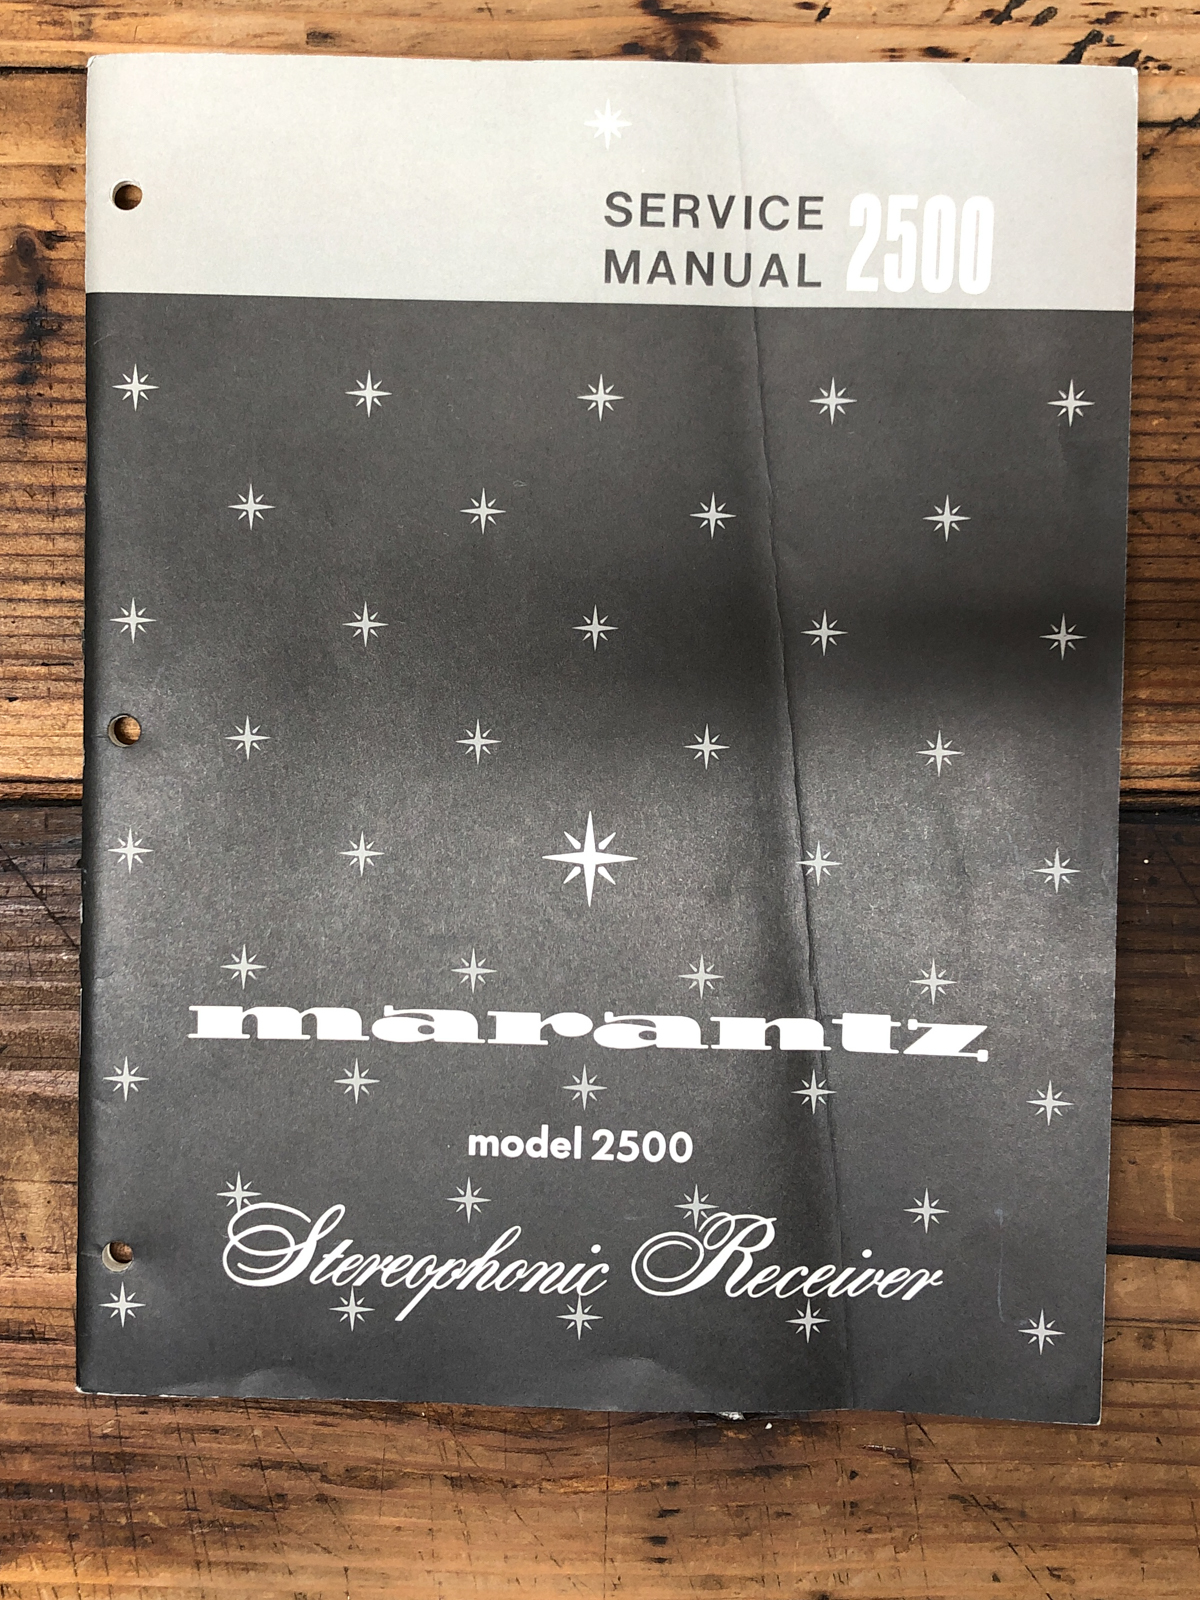 SERVICE
MANUAL 2500
marantz
model 2500
Stereophonic Receiver